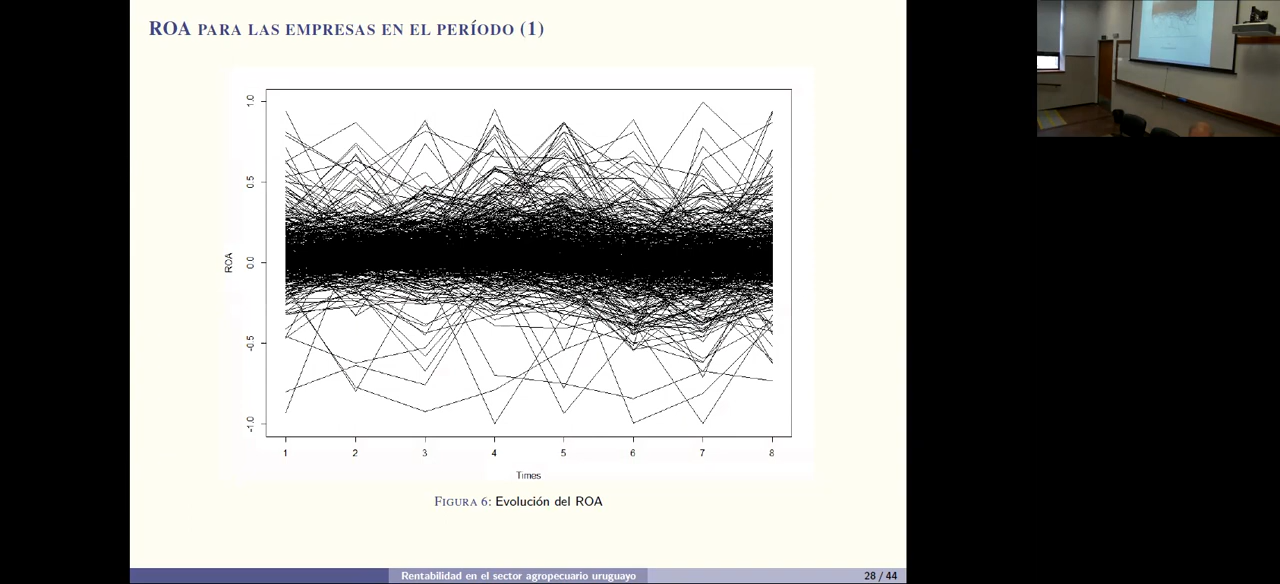 ROA PARA LAS EMPRESAS EN EL PERÍODO (1)
1.0
0.5
0.0
-0.5
-1.0
ROA
1 2 3 4 5 6 7 8
Times
FIGURA 6: Evolución del ROA
Rentabilidad en el sector agropecuario uruguayo 28 / 44